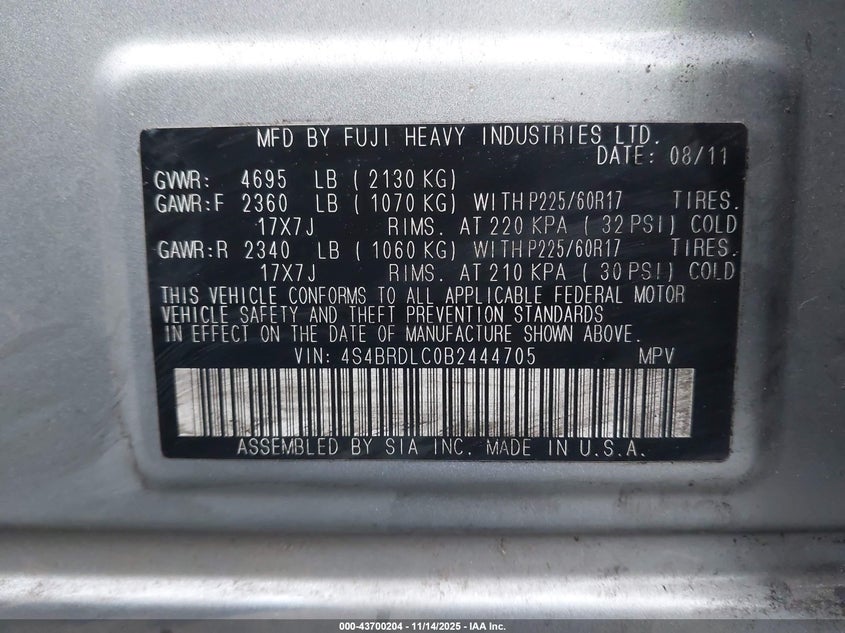 MFD BY FUJI HEAVY INDUSTRIES LTD.
DATE: 08/11
GVWR: 4695 LB ( 2130 KG)
GAWR:F 2360 LB ( 1070 KG) WITH P225/60R17 TIRES.
17X7J RIMS. AT 220 KPA ( 32 PSI) COLD
GAWR:R 2340 LB ( 1060 KG) WITH P225/60R17 TIRES.
17X7J RIMS. AT 210 KPA ( 30 PSI) COLD
THIS VEHICLE CONFORMS TO ALL APPLICABLE FEDERAL MOTOR
VEHICLE SAFETY AND THEFT PREVENTION STANDARDS
IN EFFECT ON THE DATE OF MANUFACTURE SHOWN ABOVE.
VIN: 4S4BRDLC0B2444705 MPV
ASSEMBLED BY SIA INC. MADE IN U.S.A.
000-43700204 - 11/14/2025 - IAA Inc.